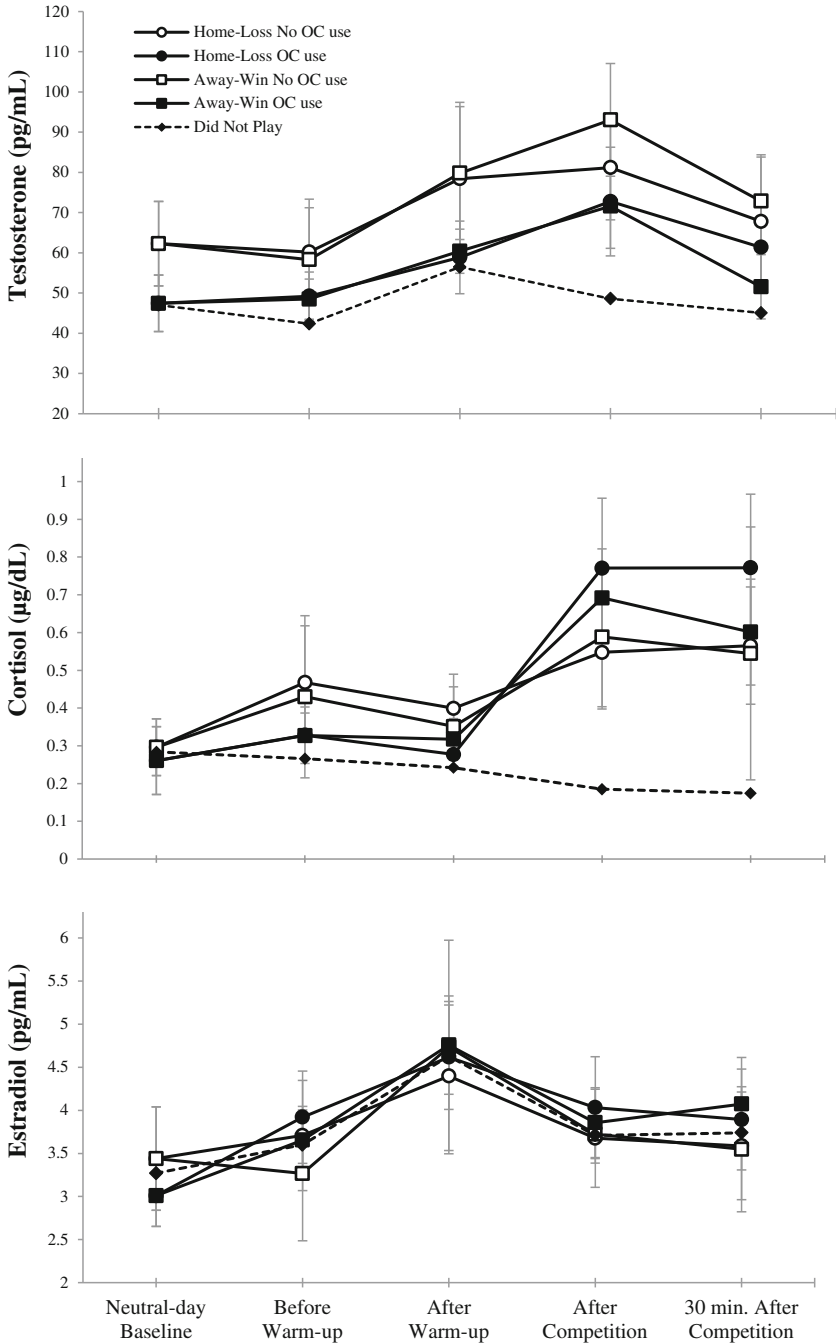 Testosterone (pg/mL)
120
110
100
90
80
70
60
50
40
30
20
Home-Loss No OC use
Home-Loss OC use
Away-Win No OC use
Away-Win OC use
Did Not Play
Cortisol (µg/dL)
1
0.9
0.8
0.7
0.6
0.5
0.4
0.3
0.2
0.1
0
Estradiol (pg/mL)
6
5.5
5
4.5
4
3.5
3
2.5
2
Neutral-day
Baseline
Before
Warm-up
After
Warm-up
After
Competition
30 min. After
Competition